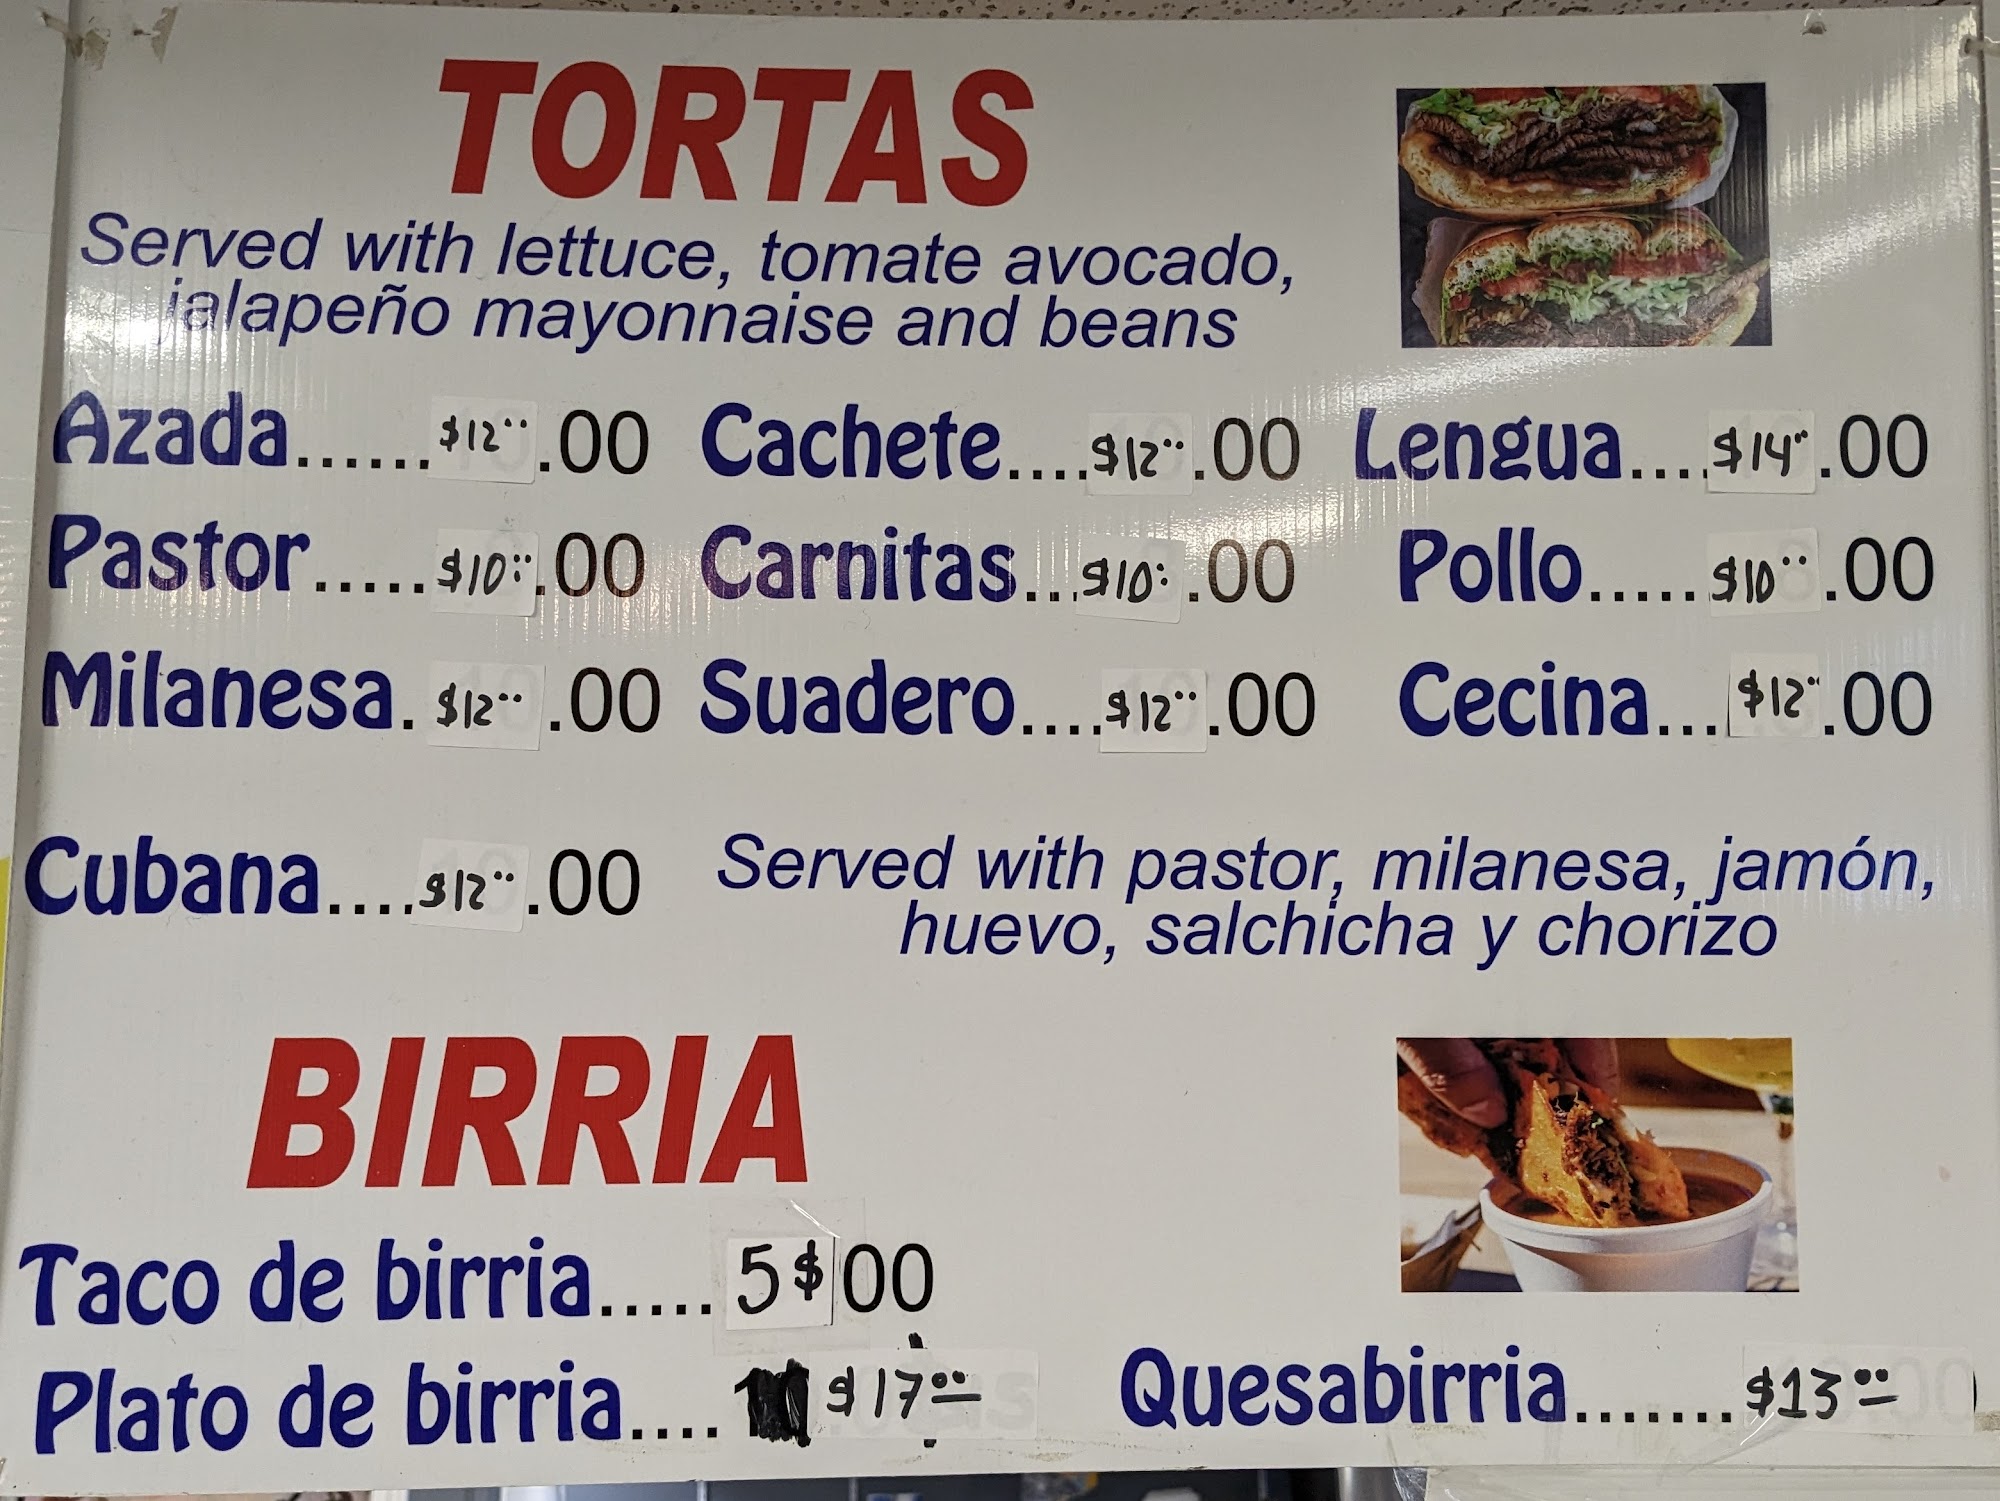 TORTAS
Served with lettuce, tomate avocado,
jalapeño mayonnaise and beans
Azada...... $12.00 Cachete.... $12.00 Lengua.... $14.00
Pastor..... $10.00 Carnitas... $10.00 Pollo..... $10.00
Milanesa. $12.00 Suadero.... $12.00 Cecina... $12.00
Cubana.... $12.00 Served with pastor, milanesa, jamón,
huevo, salchicha y chorizo
BIRRIA
Taco de birria..... 5$00
Plato de birria.... $17.00 Quesabirria....... $13.00